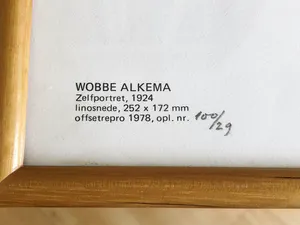 WOBBE ALKEMA
Zelfportret, 1924
linosnede, 252 x 172 mm
offsetrepro 1978, opl. nr. 100/29